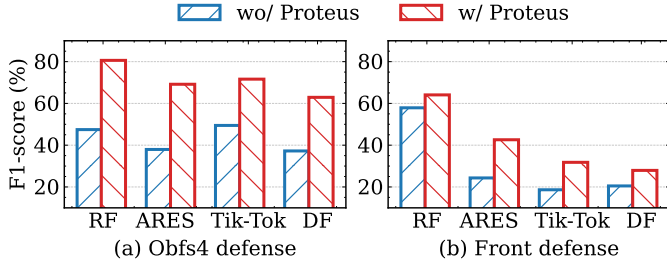 wo/ Proteus w/ Proteus
F1-score (%)
80
60
40
20
RF ARES Tik-Tok DF
(a) Obfs4 defense
80
60
40
20
RF ARES Tik-Tok DF
(b) Front defense